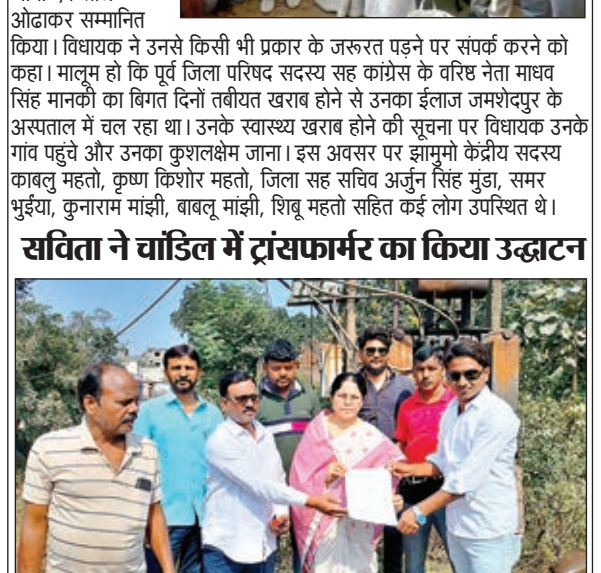 ओढाकर सम्मानित
किया। विधायक ने उनसे किसी भी प्रकार के जरूरत पड़ने पर संपर्क करने को
कहा। मालूम हो कि पूर्व जिला परिषद सदस्य सह कांग्रेस के वरिष्ठ नेता माधव
सिंह मानकी का बिगत दिनों तबीयत खराब होने से उनका ईलाज जमशेदपुर के
अस्पताल में चल रहा था। उनके स्वास्थ्य खराब होने की सूचना पर विधायक उनके
गांव पहुंचे और उनका कुशलक्षेम जाना। इस अवसर पर झामुमो केंद्रीय सदस्य
काबलु महतो, कृष्ण किशोर महतो, जिला सह सचिव अर्जुन सिंह मुंडा, समर
भुईंया, कुनाराम मांझी, बाबलू मांझी, शिबू महतो सहित कई लोग उपस्थित थे।
सविता ने चांडिल में ट्रांसफार्मर का किया उद्घाटन